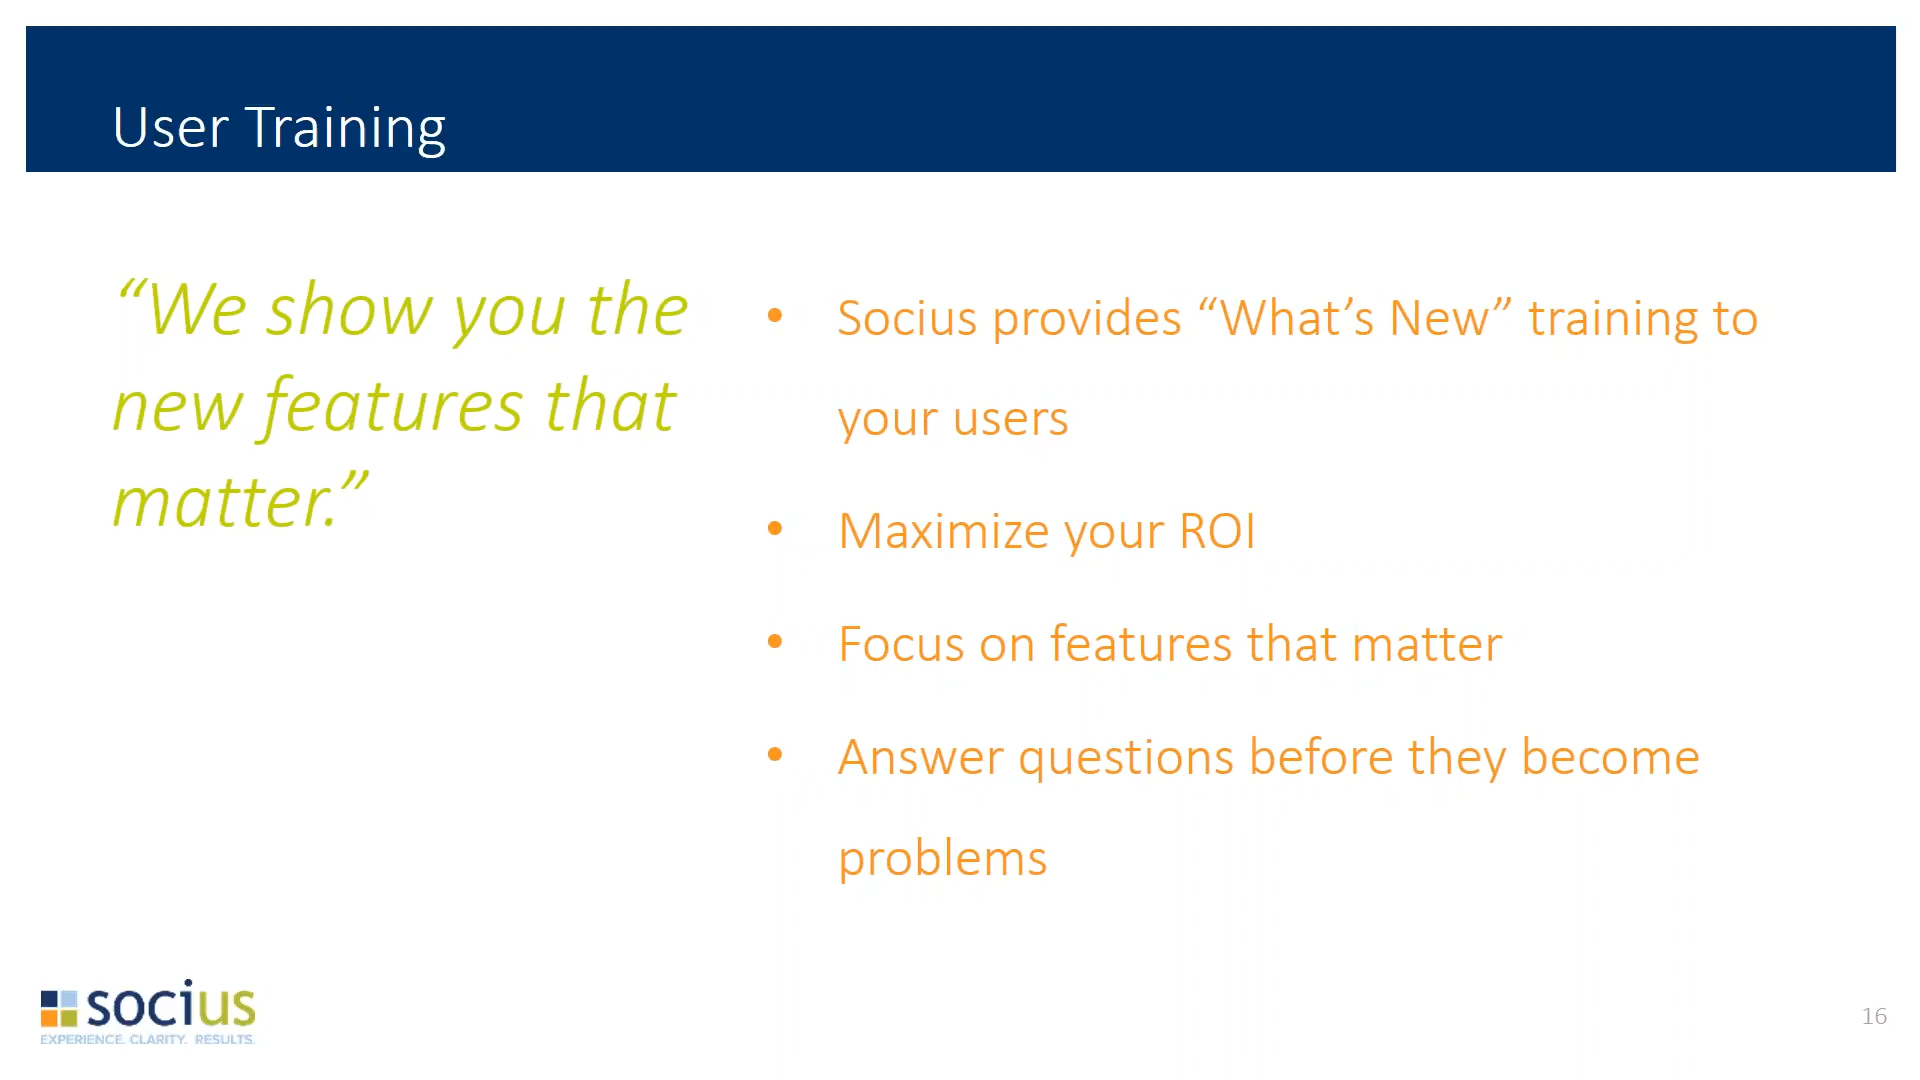 User Training
“We show you the
new features that
matter.”
• Socius provides “What’s New” training to
your users
• Maximize your ROI
• Focus on features that matter
• Answer questions before they become
problems
socius
EXPERIENCE. CLARITY. RESULTS.
16